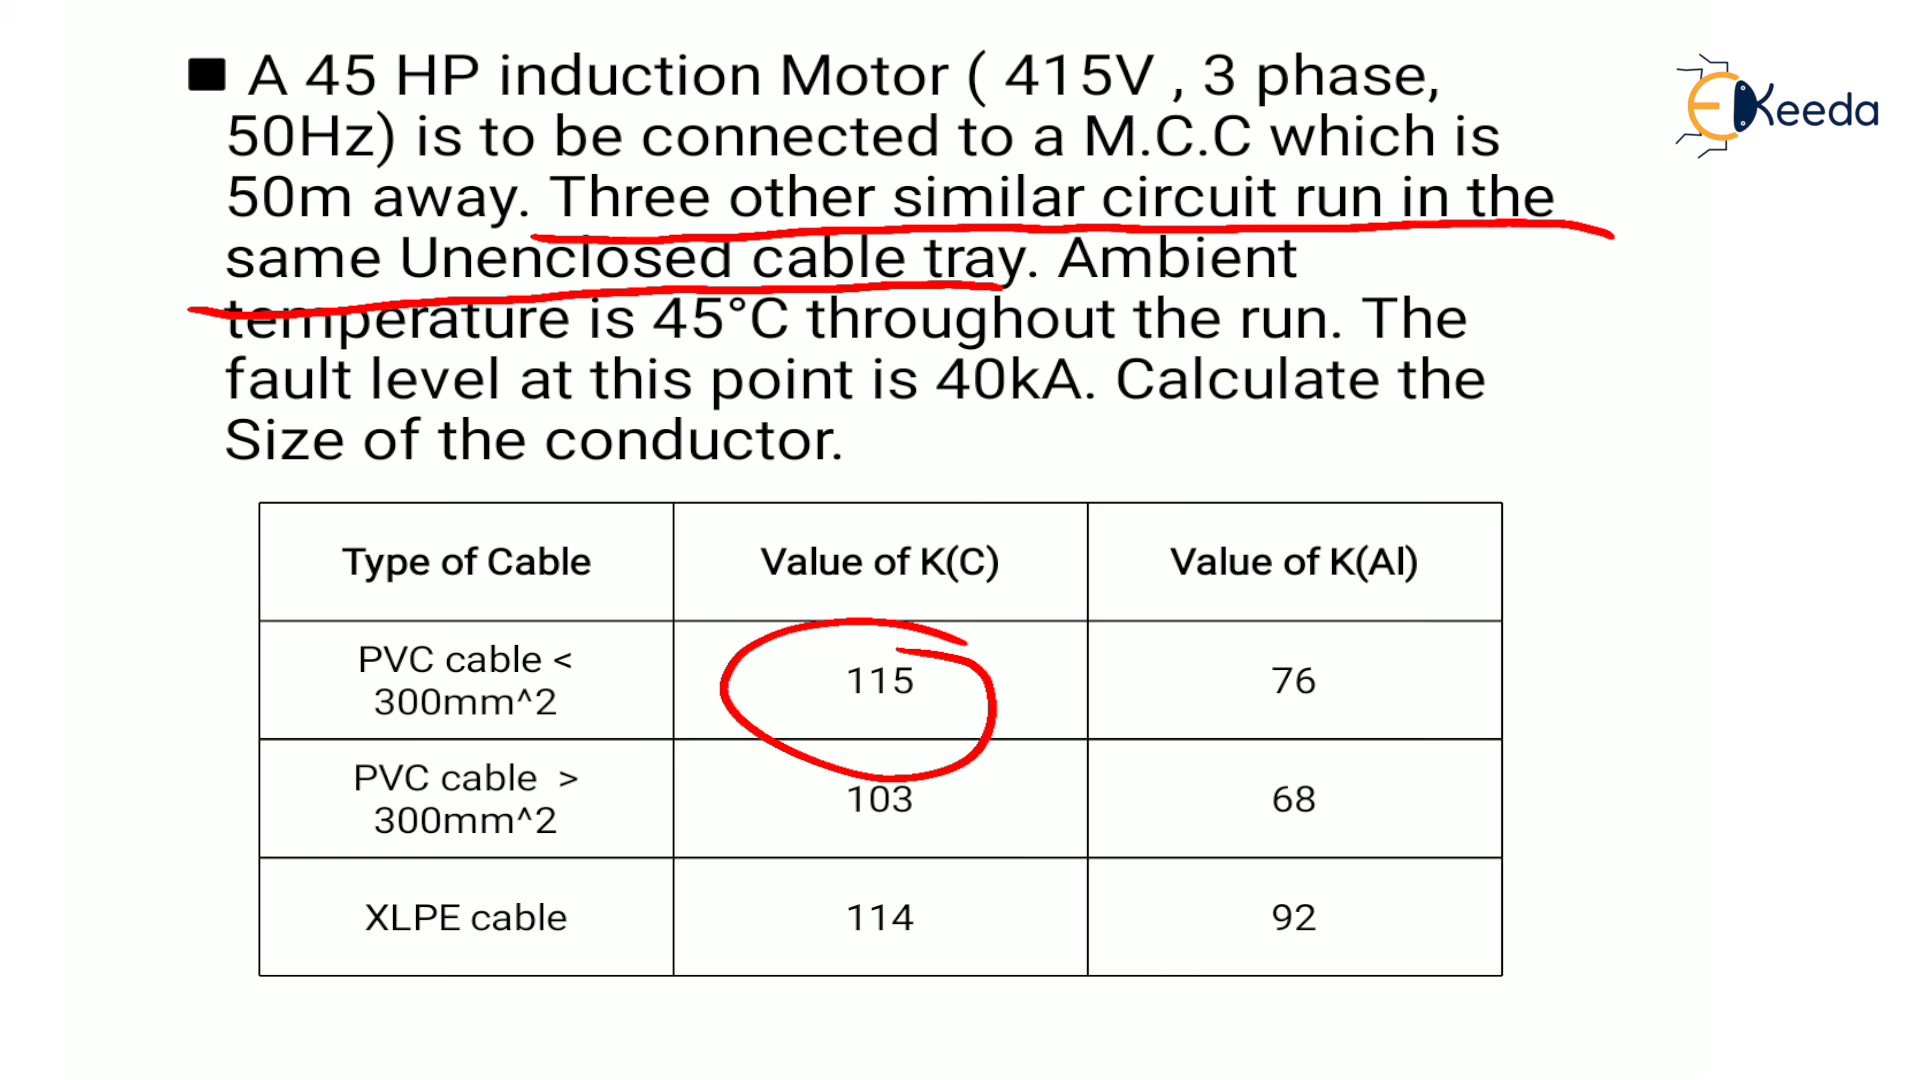 ■ A 45 HP induction Motor ( 415V , 3 phase,
50Hz) is to be connected to a M.C.C which is
50m away. Three other similar circuit run in the
same Unenclosed cable tray. Ambient
temperature is 45°C throughout the run. The
fault level at this point is 40kA. Calculate the
Size of the conductor.
EKeeda
Type of Cable
Value of K(C)
Value of K(Al)
PVC cable <
300mm^2
115
76
PVC cable >
300mm^2
103
68
XLPE cable
114
92